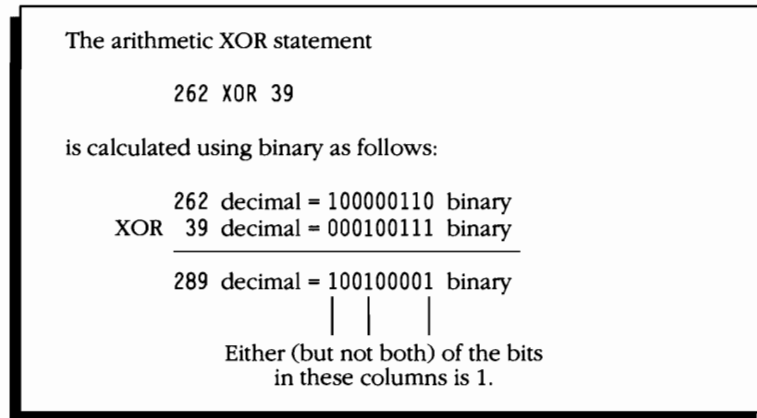 The arithmetic XOR statement
262 XOR 39
is calculated using binary as follows:
262 decimal = 100000110 binary
XOR 39 decimal = 000100111 binary
289 decimal = 100100001 binary
Either (but not both) of the bits
in these columns is 1.